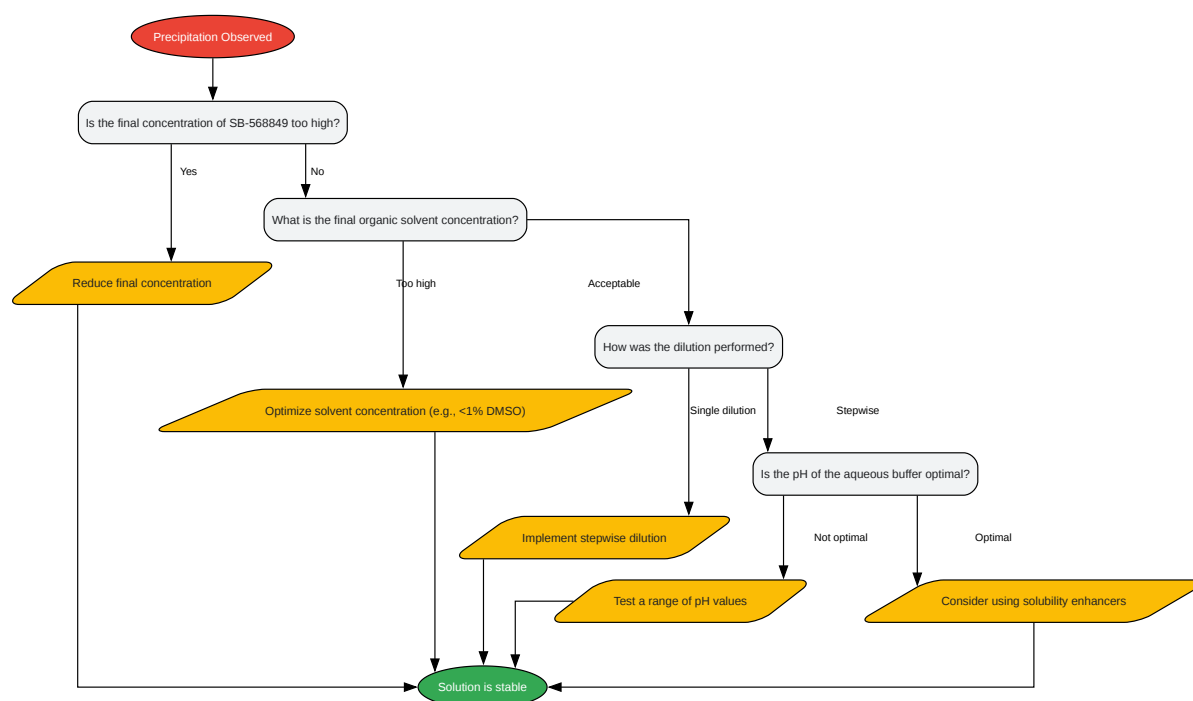 Precipitation Observed
Is the final concentration of SB-568849 too high?
Yes
No
What is the final organic solvent concentration?
Reduce final concentration
Too high
Acceptable
How was the dilution performed?
Optimize solvent concentration (e.g., <1% DMSO)
Single dilution
Stepwise
Is the pH of the aqueous buffer optimal?
Implement stepwise dilution
Not optimal
Optimal
Test a range of pH values
Consider using solubility enhancers
Solution is stable